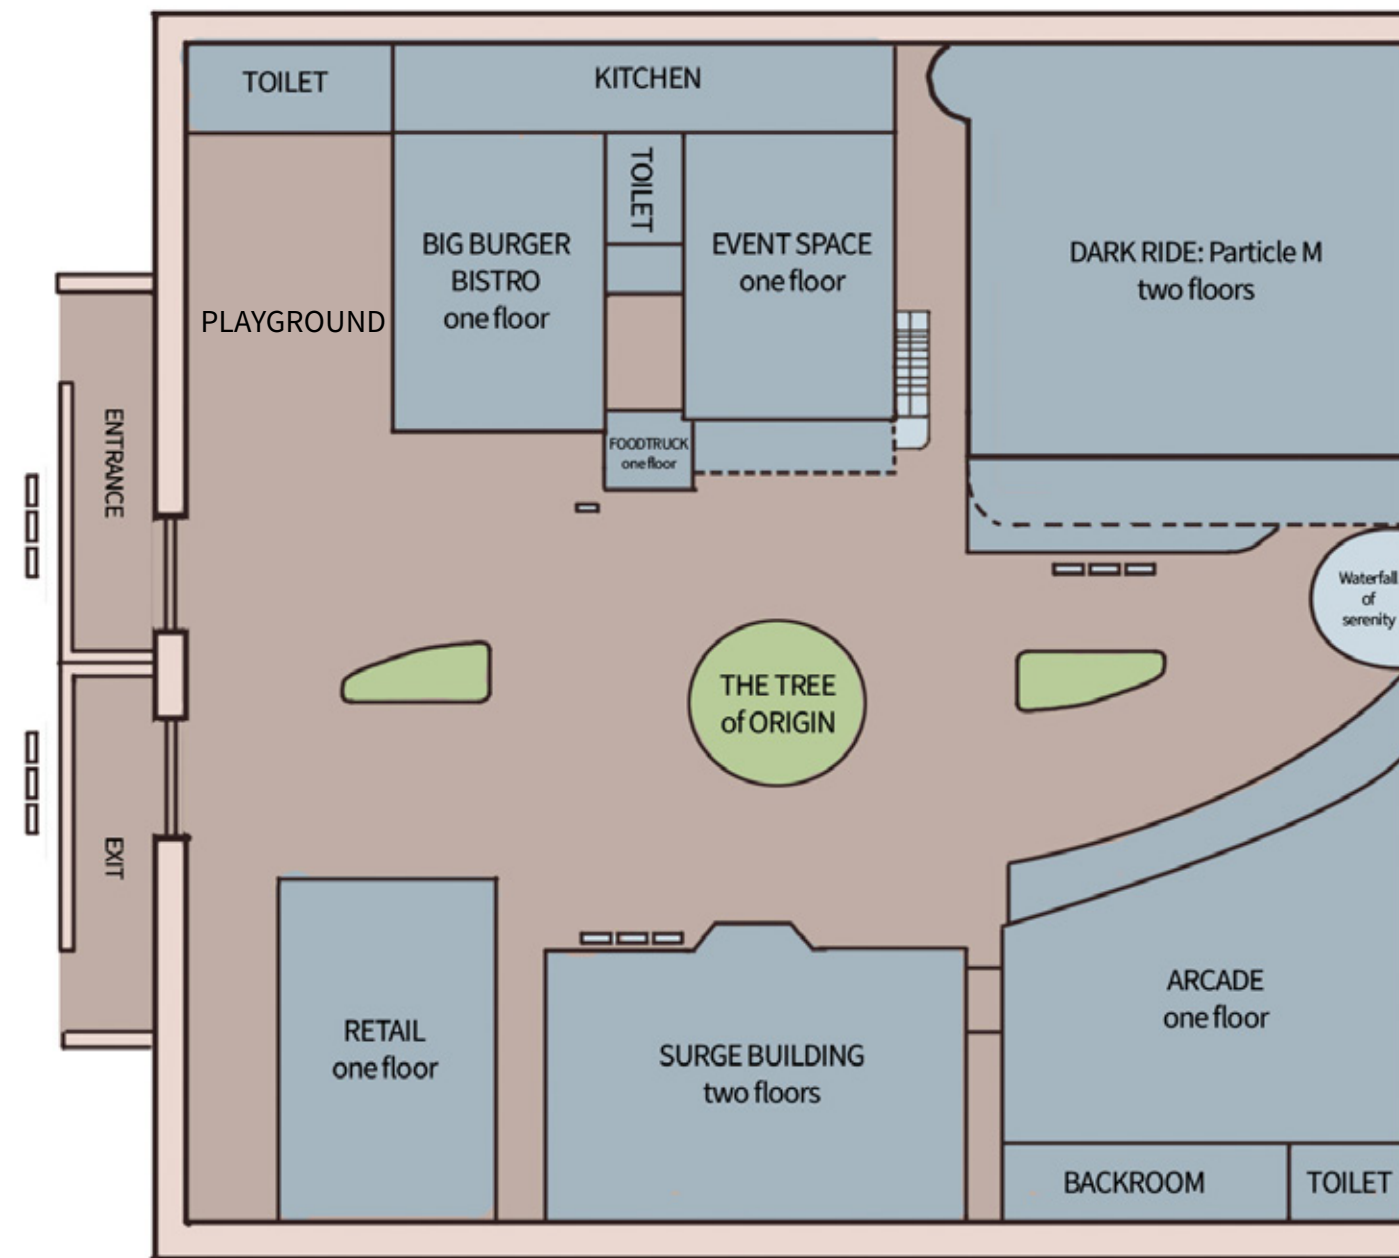 TOILET
KITCHEN
TOILET
BIG BURGER
BISTRO
one floor
EVENT SPACE
one floor
DARK RIDE: Particle M
two floors
PLAYGROUND
ENTRANCE
FOODTRUCK
one floor
Waterfall
of
serenity
THE TREE
of ORIGIN
EXIT
RETAIL
one floor
SURGE BUILDING
two floors
ARCADE
one floor
BACKROOM
TOILET